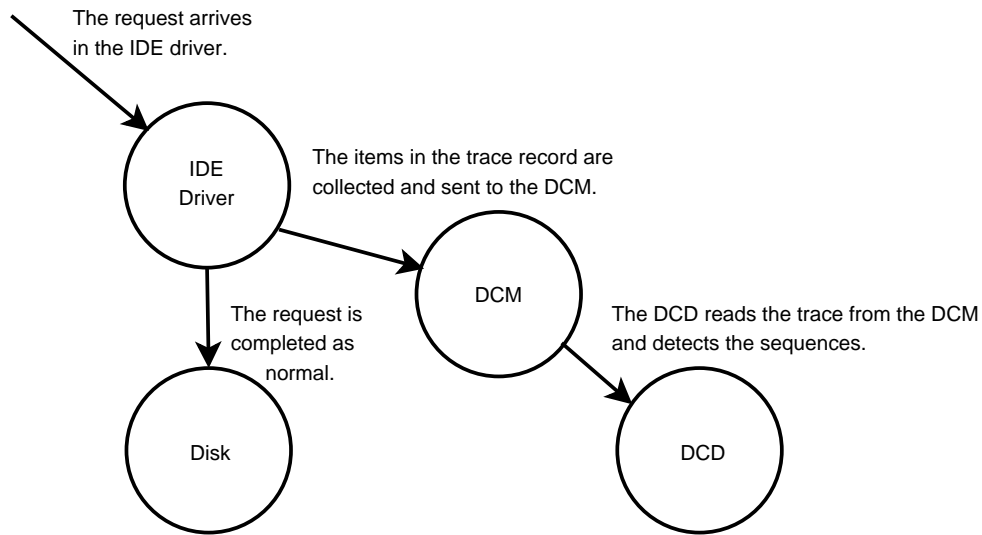 The request arrives
in the IDE driver.
IDE
Driver
The items in the trace record are
collected and sent to the DCM.
DCM
The request is
completed as
normal.
The DCD reads the trace from the DCM
and detects the sequences.
Disk
DCD